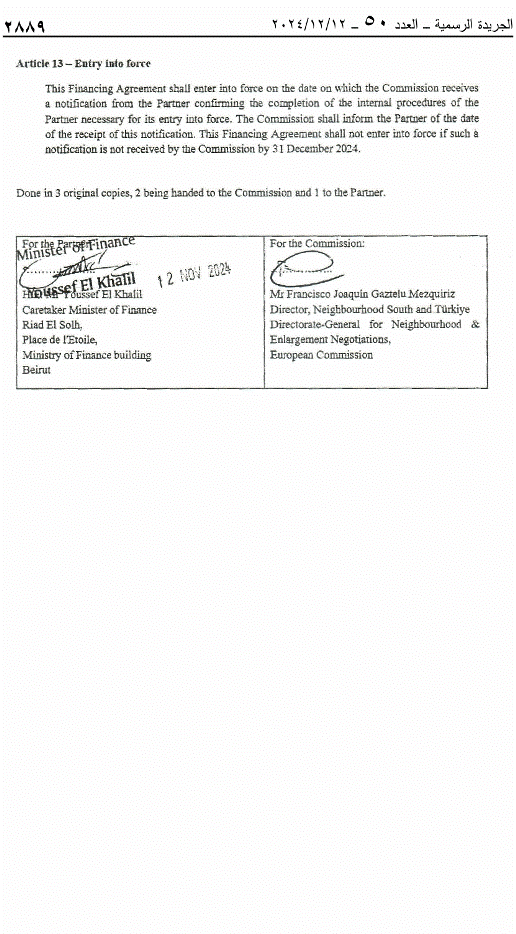 الجريدة الرسمية – العدد ٥٠ – ٢٠٢٤/١٢/١٢
٢٨٨٩
Article 13 – Entry into force
This Financing Agreement shall enter into force on the date on which the Commission receives
a notification from the Partner confirming the completion of the internal procedures of the
Partner necessary for its entry into force. The Commission shall inform the Partner of the date
of the receipt of this notification. This Financing Agreement shall not enter into force if such a
notification is not received by the Commission by 31 December 2024.
Done in 3 original copies, 2 being handed to the Commission and 1 to the Partner.
For the Partner:
Minister of Finance
Youssef El Khalil
12 NOV 2024
Youssef El Khalil
Caretaker Minister of Finance
Riad El Solh,
Place de l'Etoile,
Ministry of Finance building
Beirut
For the Commission:
Mr Francisco Joaquín Gaztelu Mezquiriz
Director, Neighbourhood South and Türkiye
Directorate-General for Neighbourhood &
Enlargement Negotiations,
European Commission